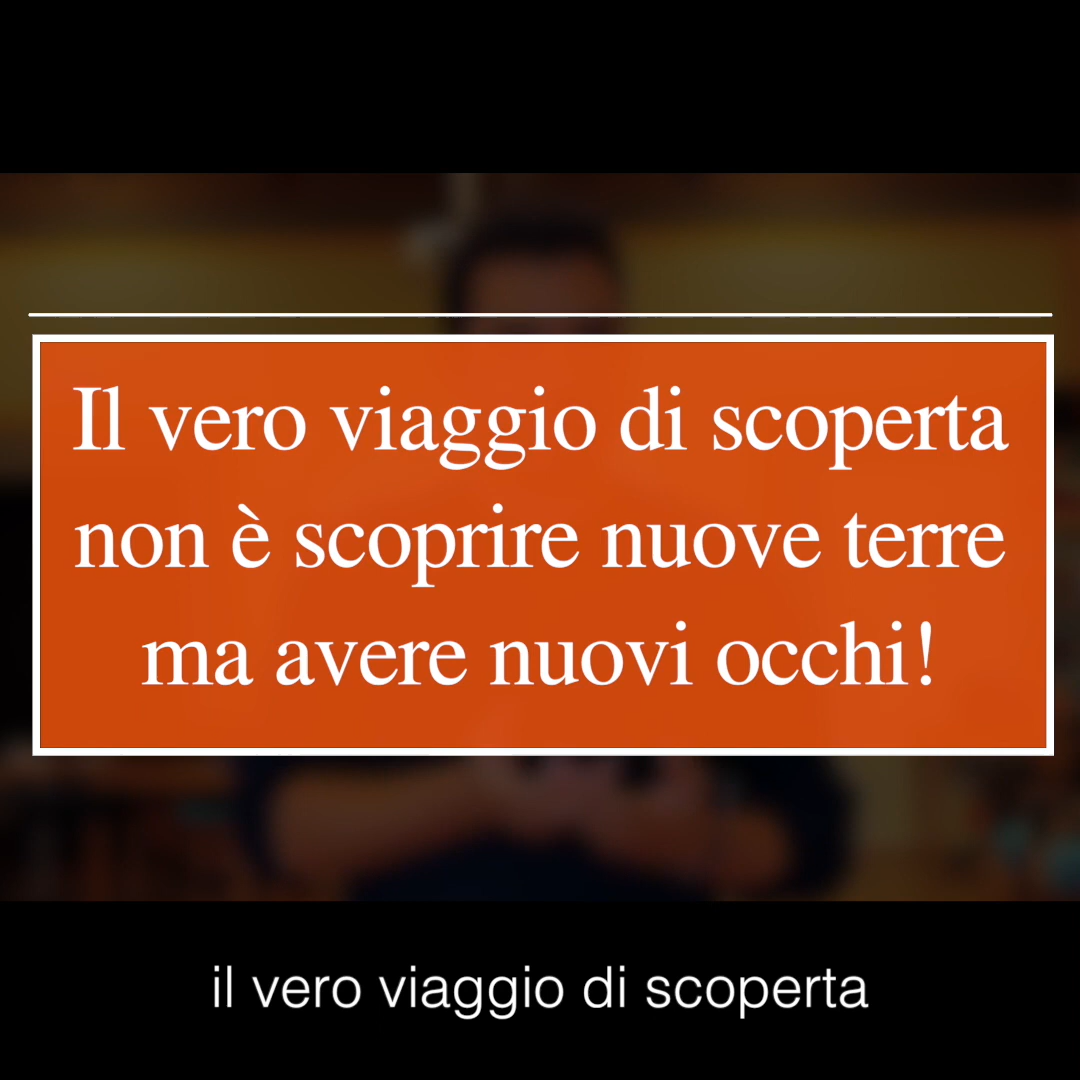 Il vero viaggio di scoperta
non è scoprire nuove terre
ma avere nuovi occhi!
il vero viaggio di scoperta